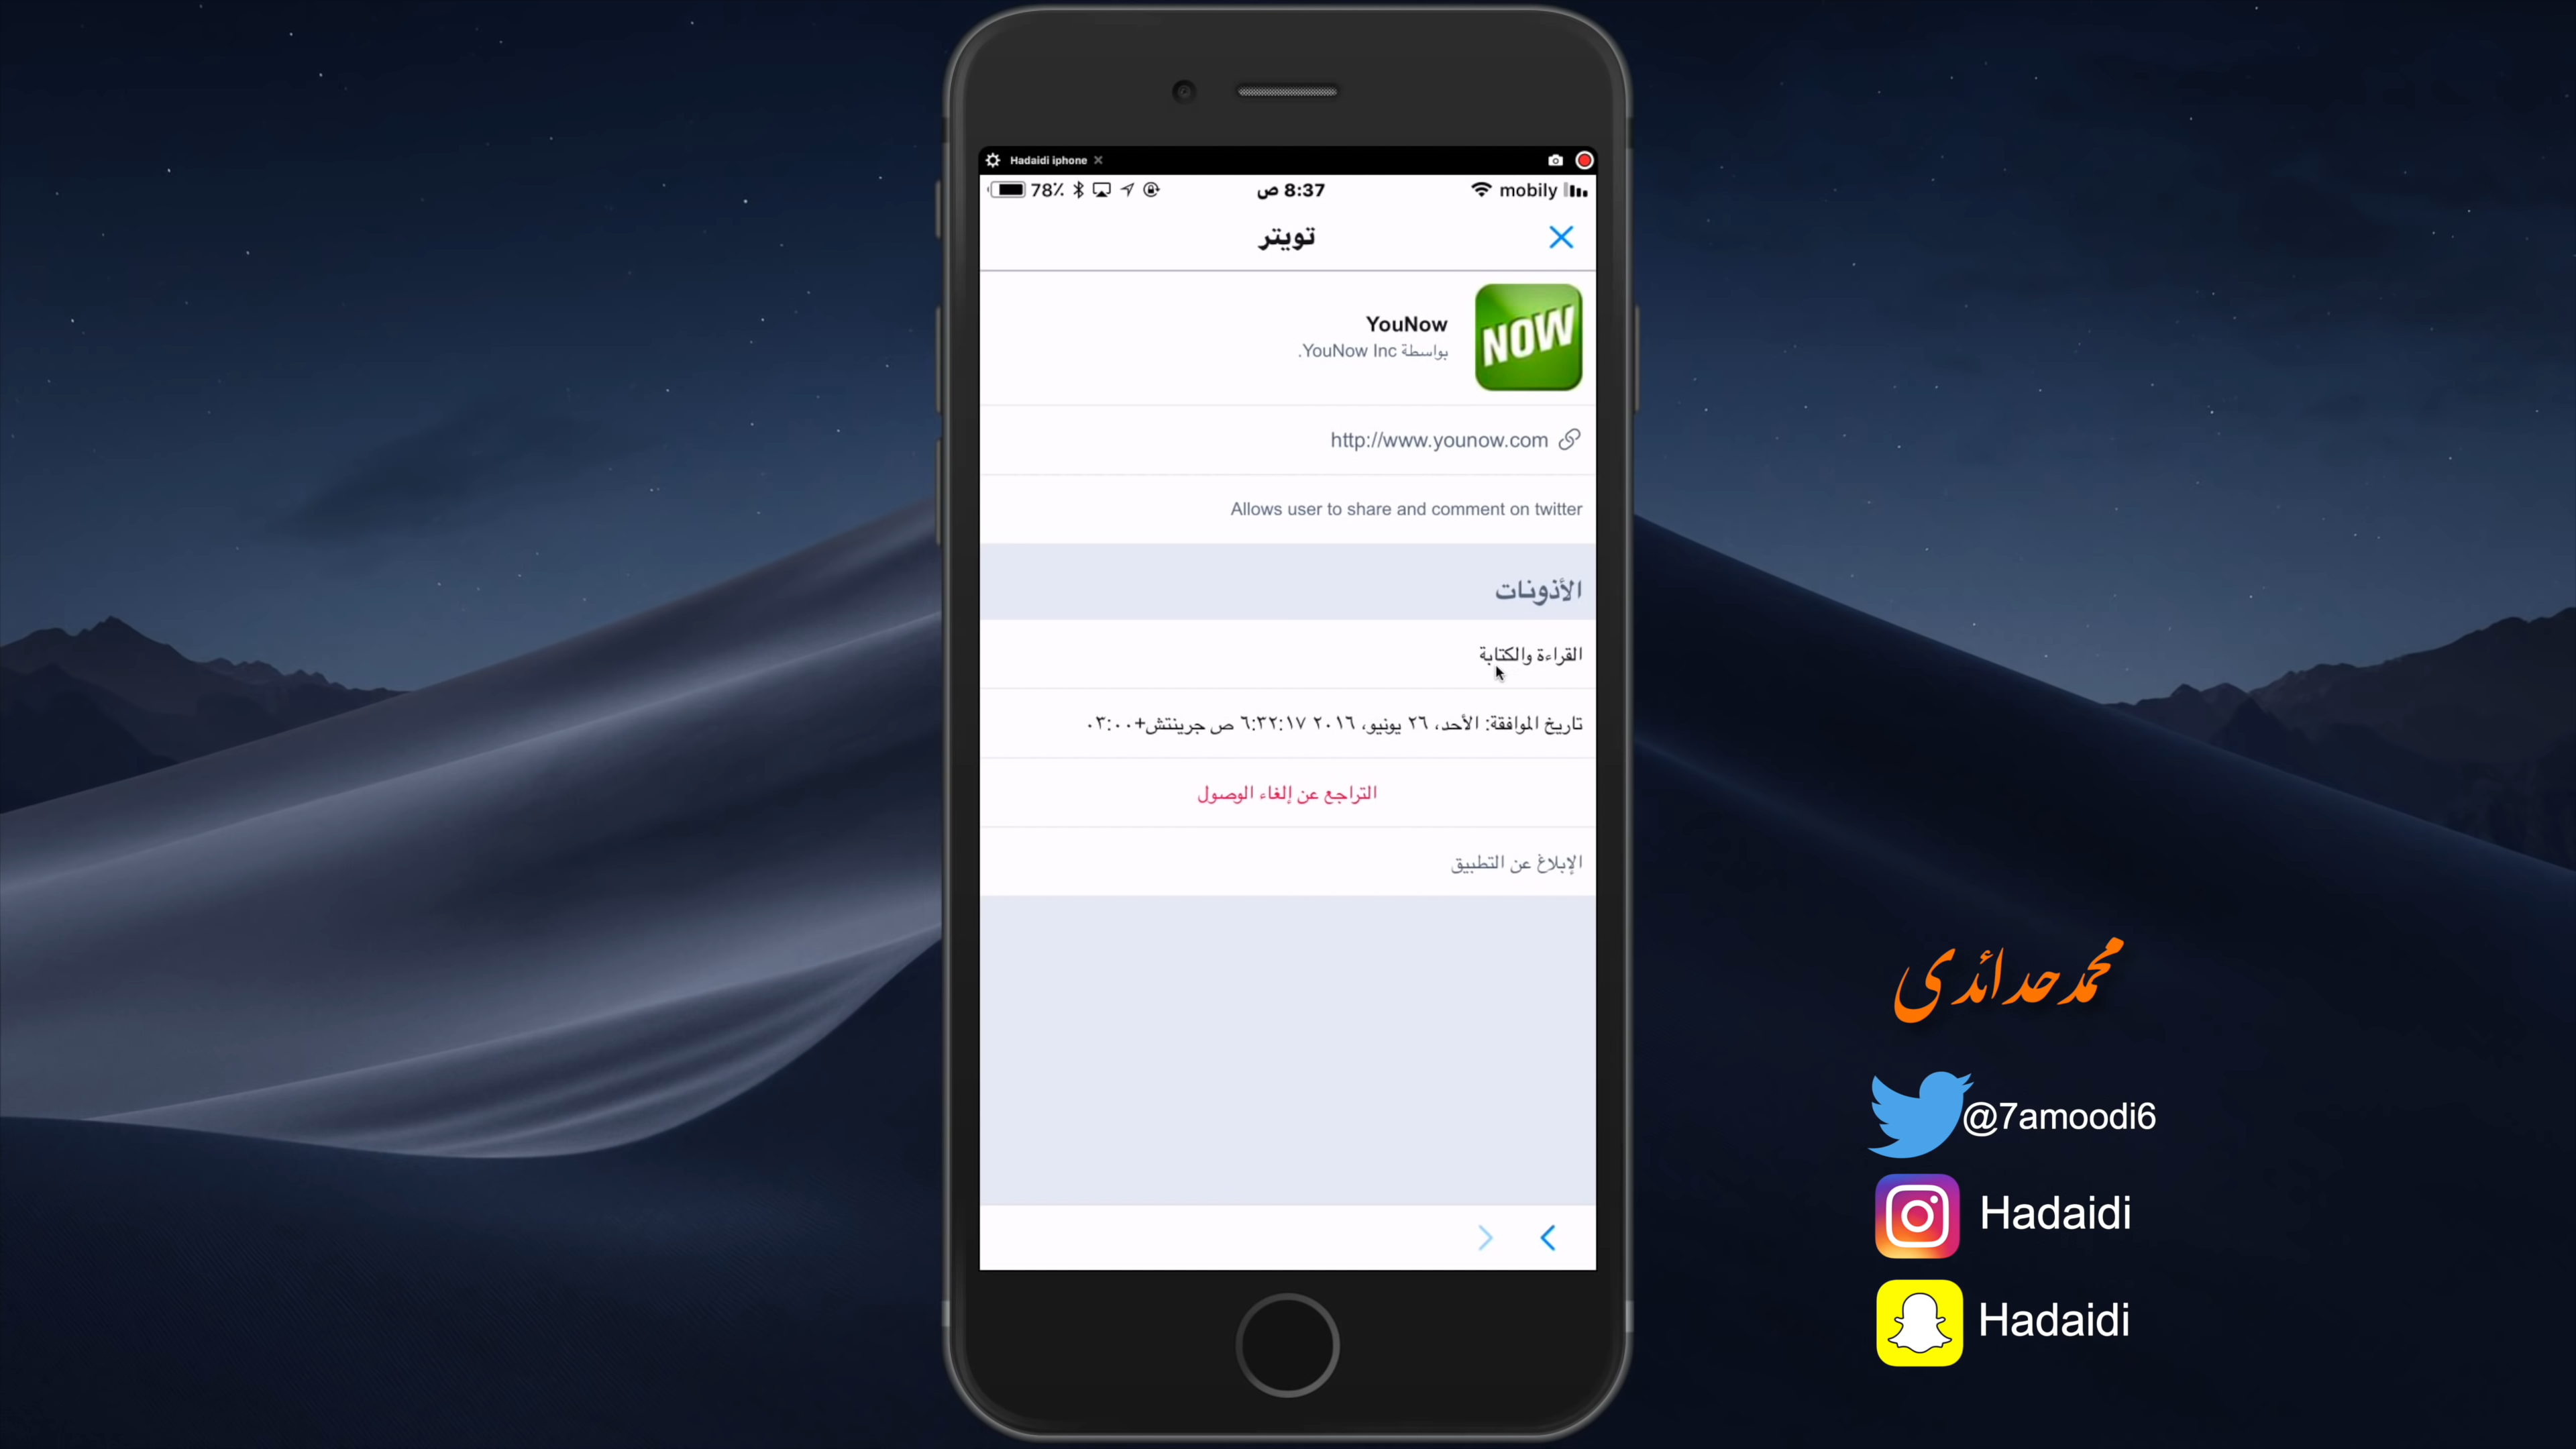 Hadaidi iphone
78٪
8:37 ص
mobily
تويتر
NOW
YouNow
بواسطة YouNow Inc.
http://www.younow.com
Allows user to share and comment on twitter
الأذونات
القراءة والكتابة
تاريخ الموافقة: الأحد، ٢٦ يونيو، ٢٠١٦ ٦:٣٢:١٧ ص جرينتش+٠٣:٠٠
التراجع عن إلغاء الوصول
الإبلاغ عن التطبيق
محمد حدائدي
@7amoodi6
Hadaidi
Hadaidi